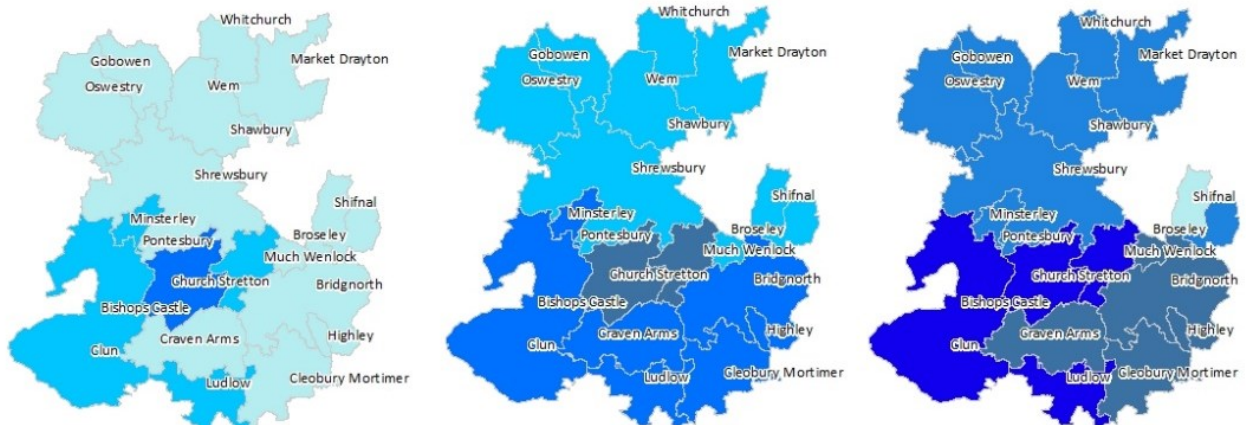 Whitchurch
Gobowen
Market Drayton
Oswestry
Wem
Shawbury
Shrewsbury
Shifnal
Minsterley
Broseley
Pontesbury
Much Wenlock
Church Stretton
Bridgnorth
Bishops Castle
Craven Arms
Highley
Clun
Ludlow
Cleobury Mortimer
Whitchurch
Gobowen
Market Drayton
Oswestry
Wem
Shawbury
Shrewsbury
Shifnal
Minsterley
Broseley
Pontesbury
Much Wenlock
Church Stretton
Bridgnorth
Bishops Castle
Craven Arms
Highley
Clun
Ludlow
Cleobury Mortimer
Whitchurch
Gobowen
Market Drayton
Oswestry
Wem
Shawbury
Shrewsbury
Shifnal
Minsterley
Broseley
Pontesbury
Much Wenlock
Church Stretton
Bridgnorth
Bishops Castle
Craven Arms
Highley
Clun
Ludlow
Cleobury Mortimer